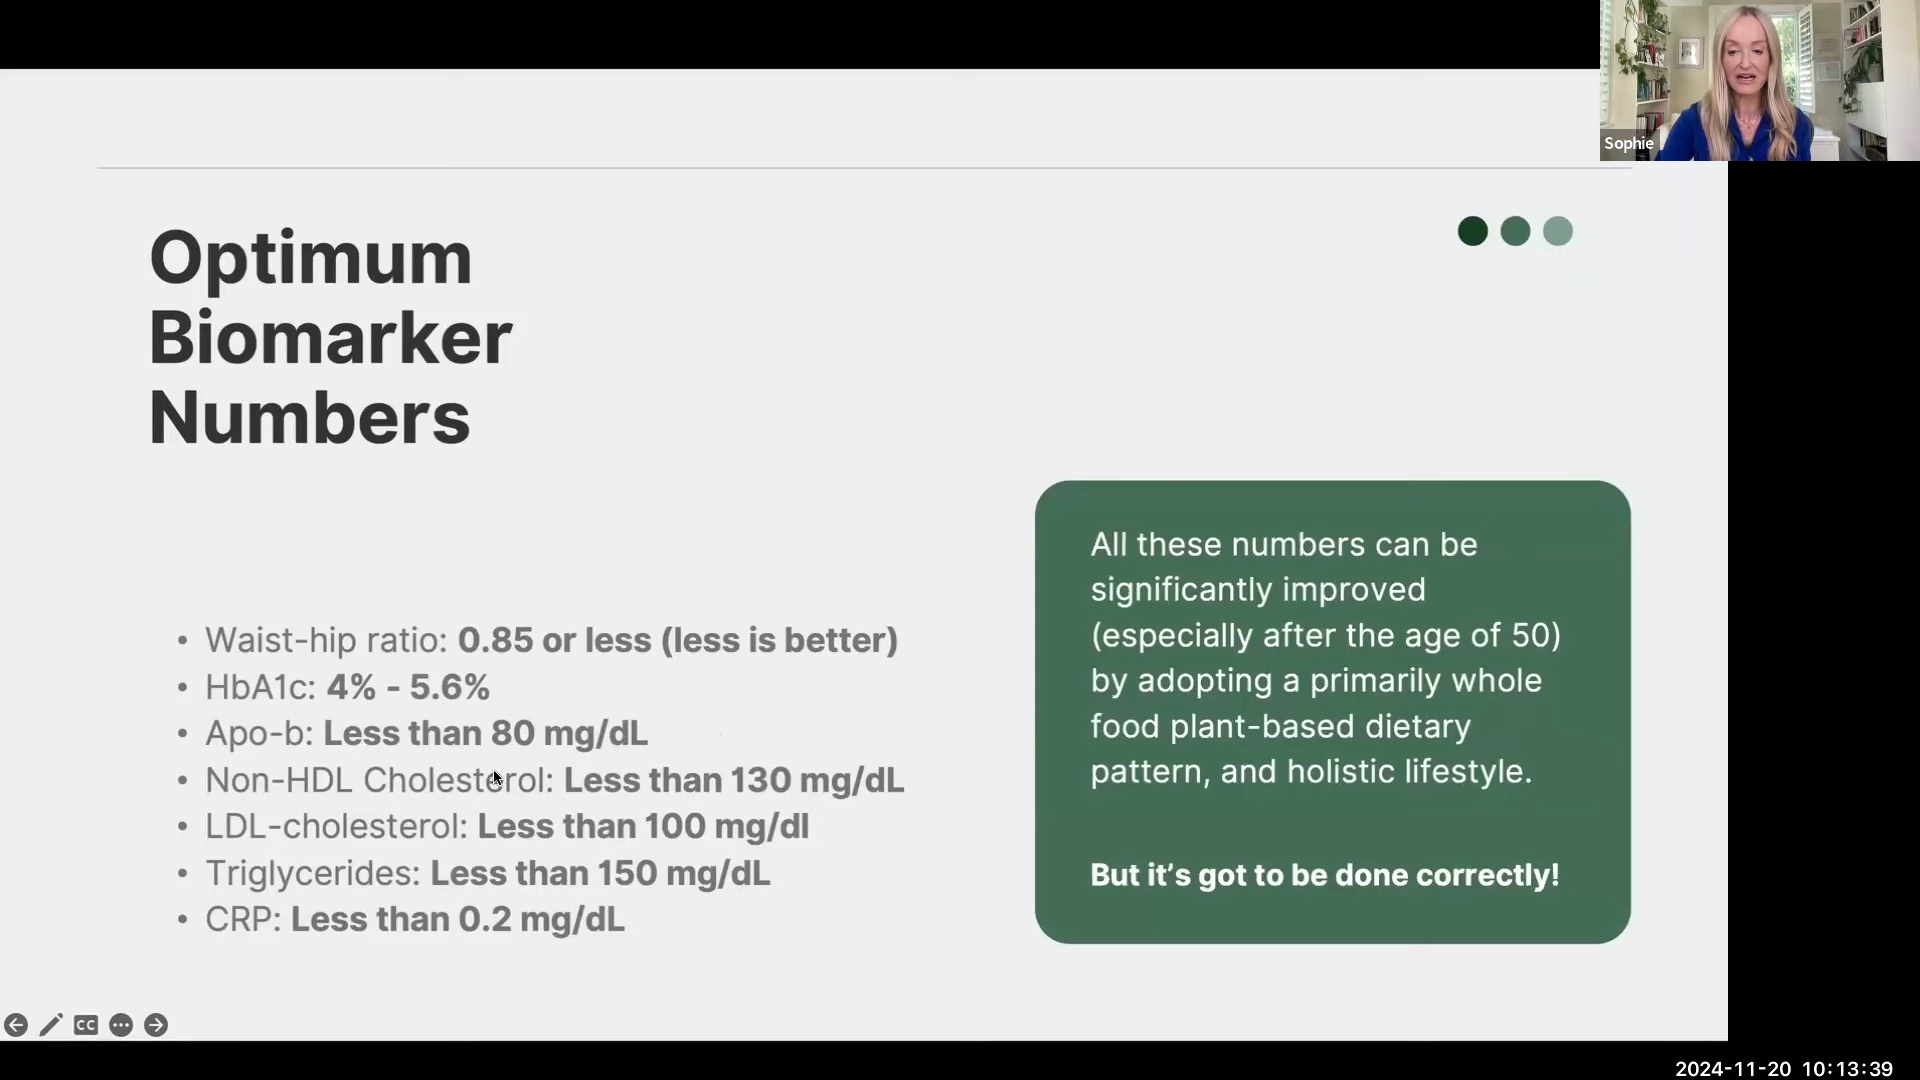 Sophie
Optimum
Biomarker
Numbers
• Waist-hip ratio: 0.85 or less (less is better)
• HbA1c: 4% - 5.6%
• Apo-b: Less than 80 mg/dL
• Non-HDL Cholesterol: Less than 130 mg/dL
• LDL-cholesterol: Less than 100 mg/dl
• Triglycerides: Less than 150 mg/dL
• CRP: Less than 0.2 mg/dL
All these numbers can be
significantly improved
(especially after the age of 50)
by adopting a primarily whole
food plant-based dietary
pattern, and holistic lifestyle.
But it’s got to be done correctly!
CC
2024-11-20 10:13:39